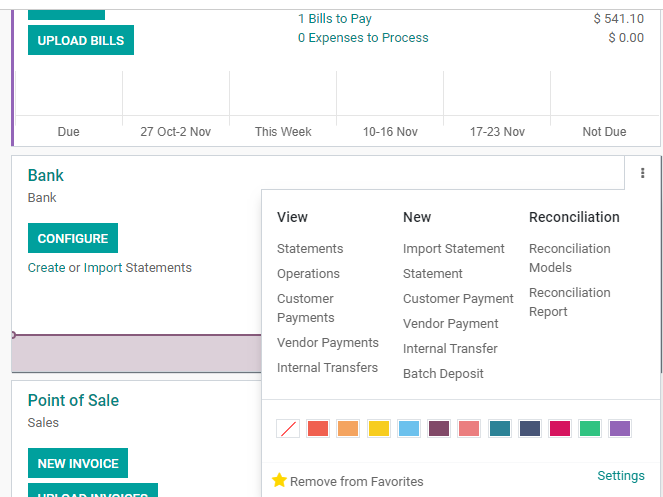 1 Bills to Pay $ 541.10
UPLOAD BILLS
0 Expenses to Process $ 0.00
Due 27 Oct-2 Nov This Week 10-16 Nov 17-23 Nov Not Due
Bank
Bank
CONFIGURE
Create or Import Statements
View
Statements
Operations
Customer
Payments
Vendor Payments
Internal Transfers
New
Import Statement
Statement
Customer Payment
Vendor Payment
Internal Transfer
Batch Deposit
Reconciliation
Reconciliation
Models
Reconciliation
Report
Remove from Favorites
Settings
Point of Sale
Sales
NEW INVOICE
UPLOAD INVOICES